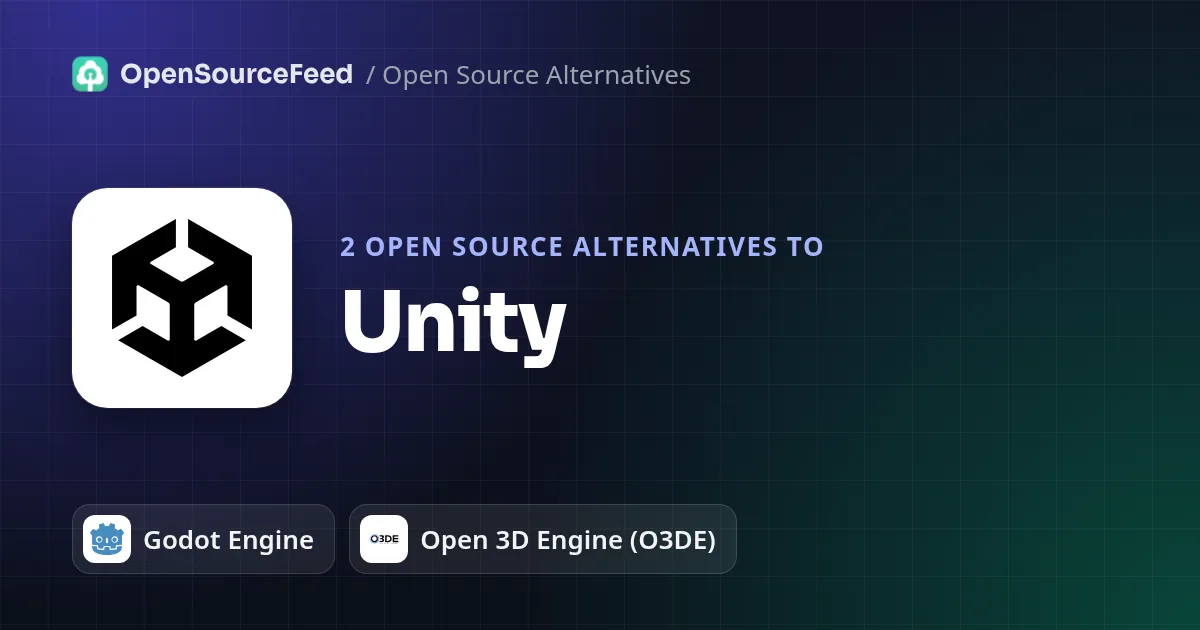 OpenSourceFeed / Open Source Alternatives
2 OPEN SOURCE ALTERNATIVES TO
Unity
Godot Engine
O3DE Open 3D Engine (O3DE)